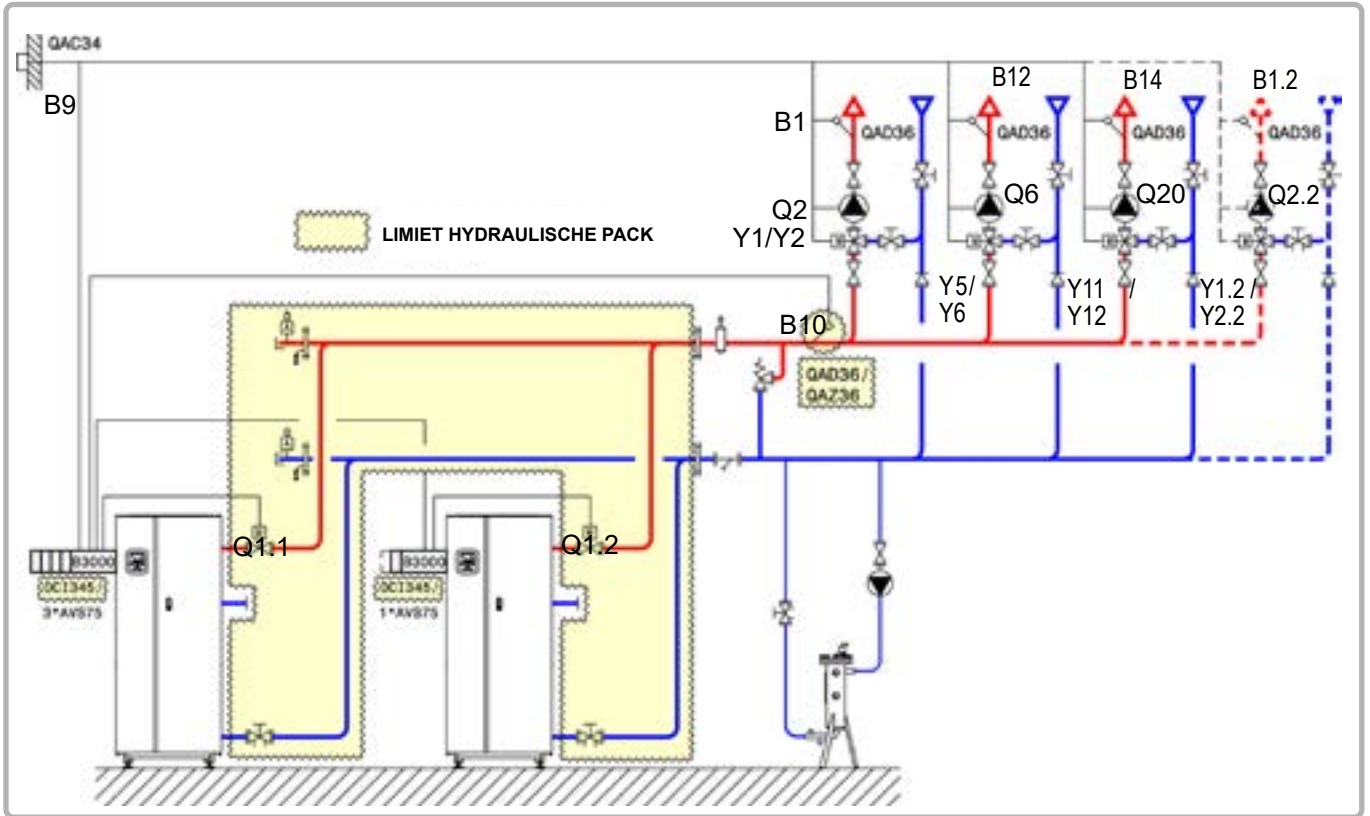 QAC34
B9
B12
B14
B1.2
B1
QAD36
QAD36
QAD36
QAD36
Q2
Q6
Q20
Q2.2
Y1/Y2
LIMIET HYDRAULISCHE PACK
Y5/
Y6
Y11 /
Y12
Y1.2 /
Y2.2
B10
QAD36/
QAZ36
Q1.1
Q1.2
B3000
B3000
OCI345/
3*AVS75
OCI345/
1*AVS75